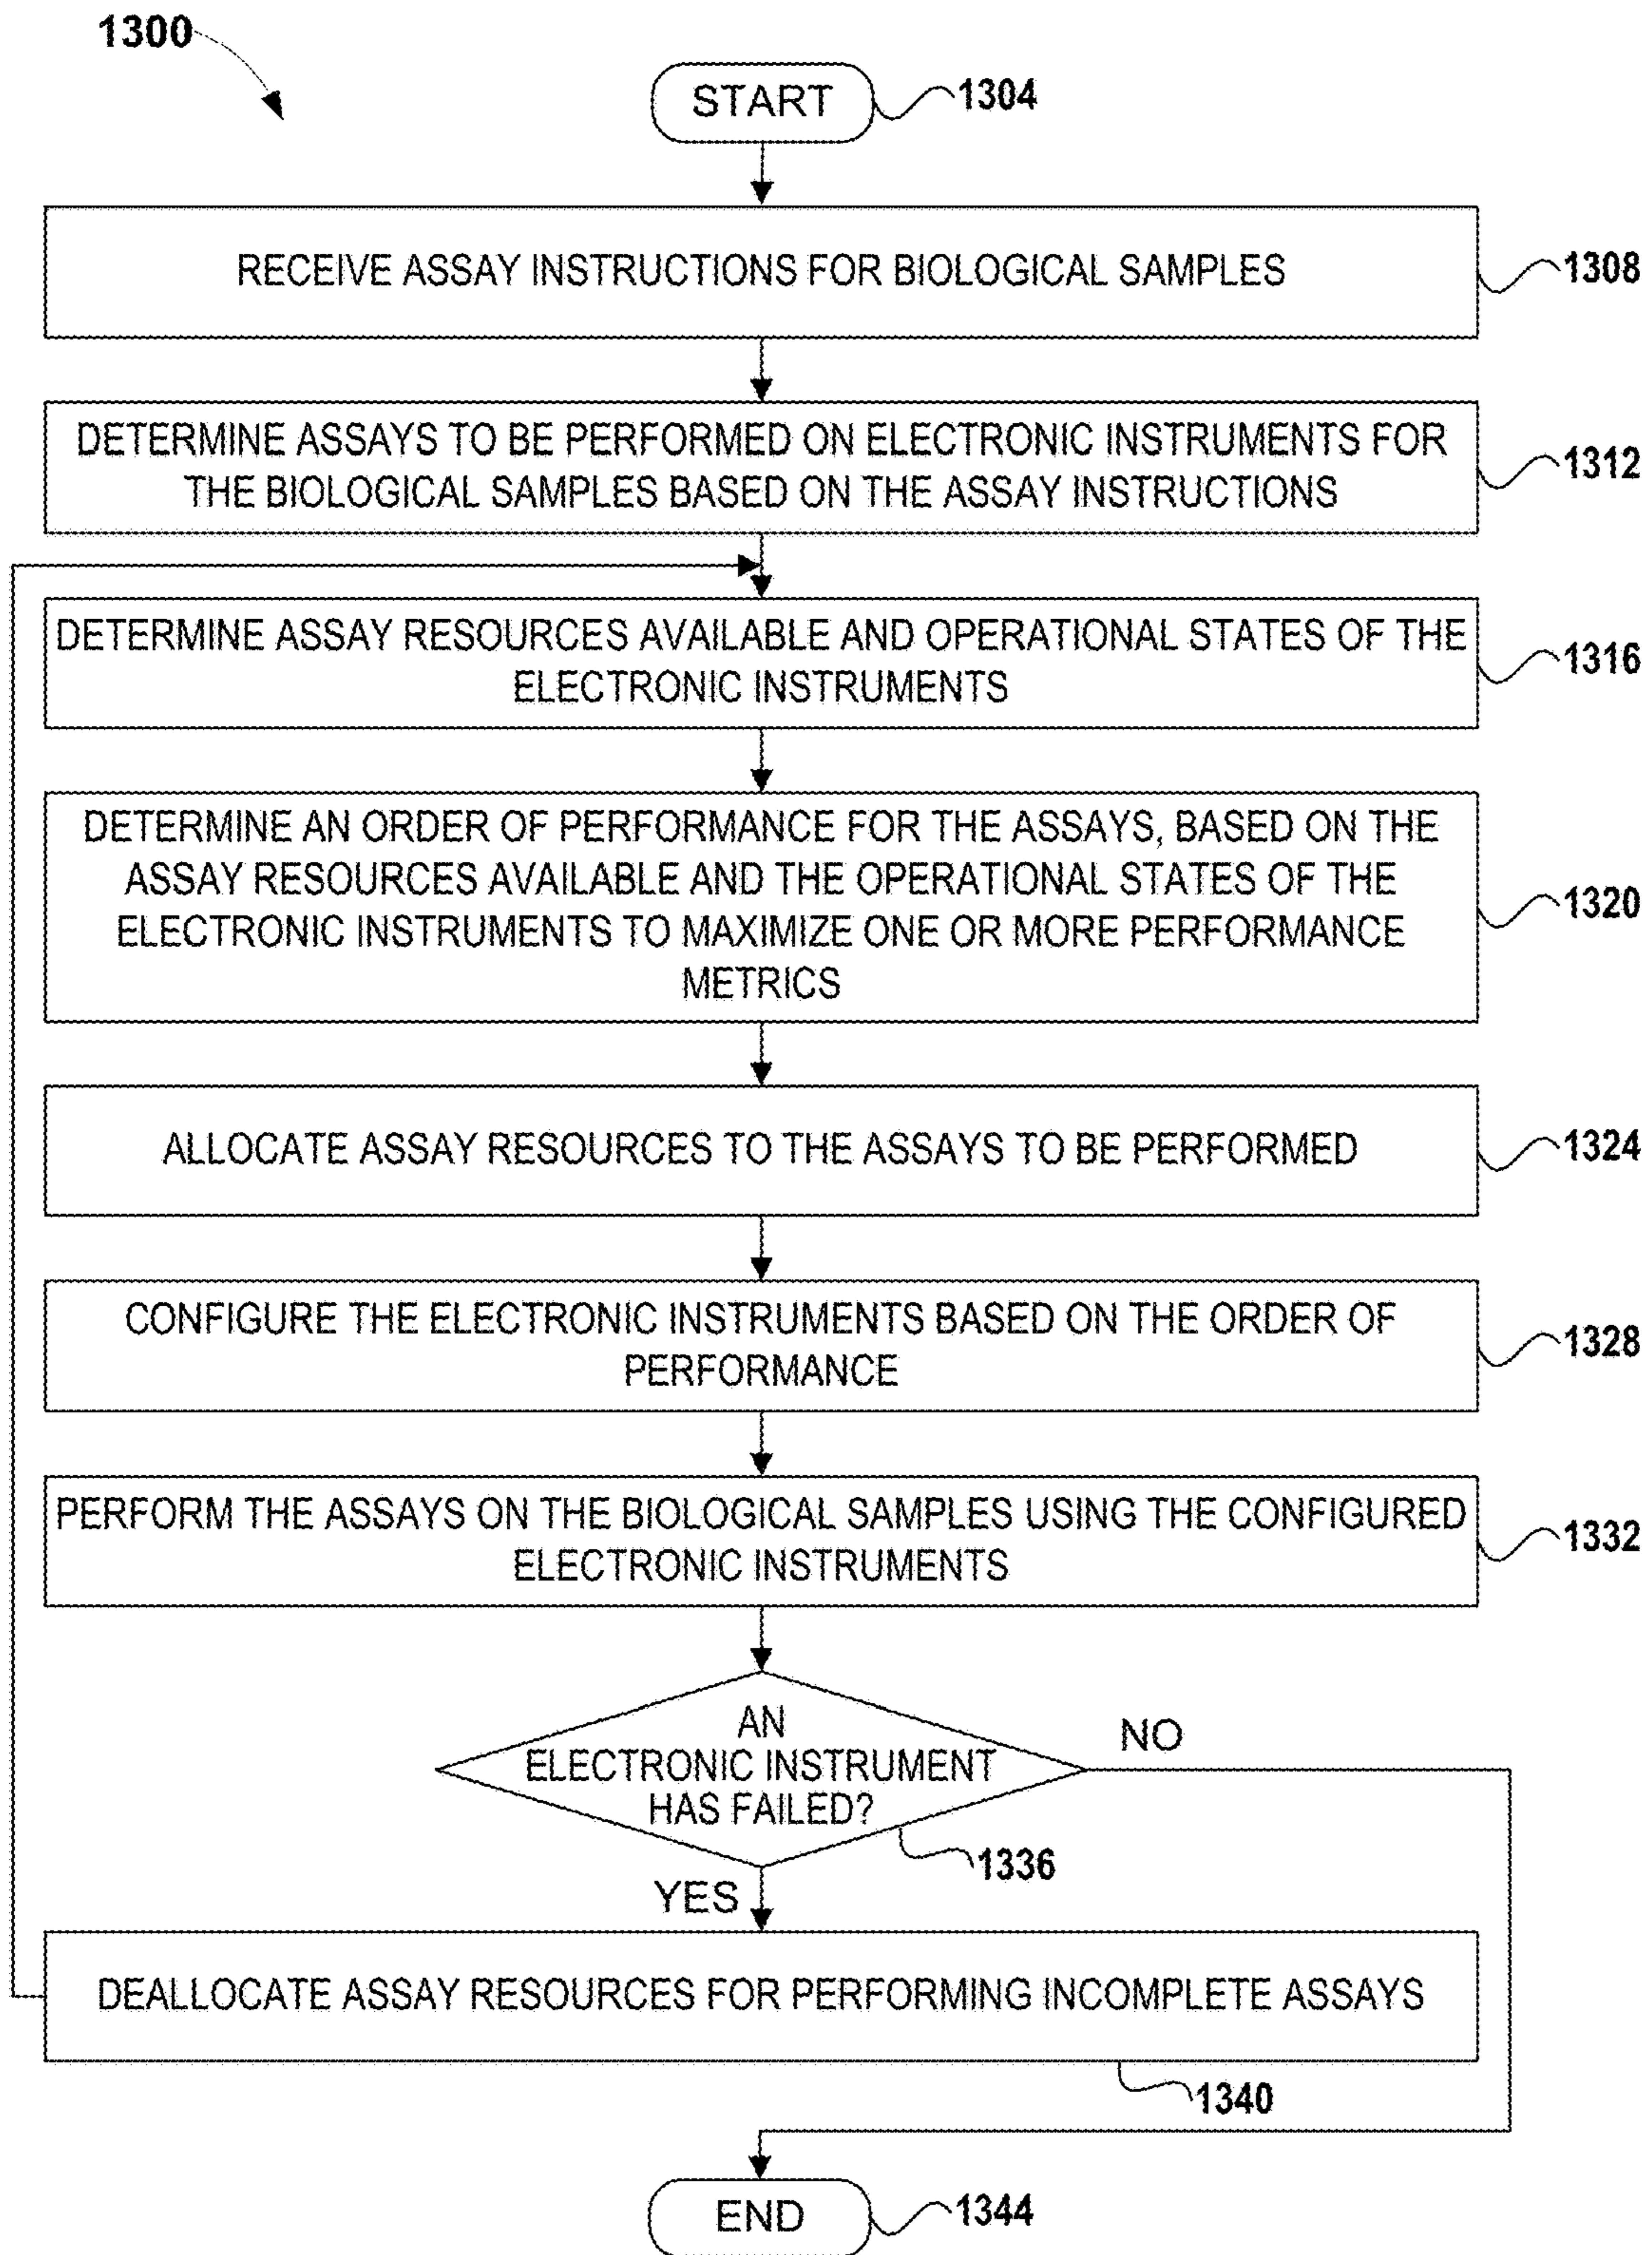 1300
START
1304
RECEIVE ASSAY INSTRUCTIONS FOR BIOLOGICAL SAMPLES
1308
DETERMINE ASSAYS TO BE PERFORMED ON ELECTRONIC INSTRUMENTS FOR
THE BIOLOGICAL SAMPLES BASED ON THE ASSAY INSTRUCTIONS
1312
DETERMINE ASSAY RESOURCES AVAILABLE AND OPERATIONAL STATES OF THE
ELECTRONIC INSTRUMENTS
1316
DETERMINE AN ORDER OF PERFORMANCE FOR THE ASSAYS, BASED ON THE
ASSAY RESOURCES AVAILABLE AND THE OPERATIONAL STATES OF THE
ELECTRONIC INSTRUMENTS TO MAXIMIZE ONE OR MORE PERFORMANCE
METRICS
1320
ALLOCATE ASSAY RESOURCES TO THE ASSAYS TO BE PERFORMED
1324
CONFIGURE THE ELECTRONIC INSTRUMENTS BASED ON THE ORDER OF
PERFORMANCE
1328
PERFORM THE ASSAYS ON THE BIOLOGICAL SAMPLES USING THE CONFIGURED
ELECTRONIC INSTRUMENTS
1332
AN
ELECTRONIC INSTRUMENT
HAS FAILED?
NO
1336
YES
DEALLOCATE ASSAY RESOURCES FOR PERFORMING INCOMPLETE ASSAYS
1340
END
1344